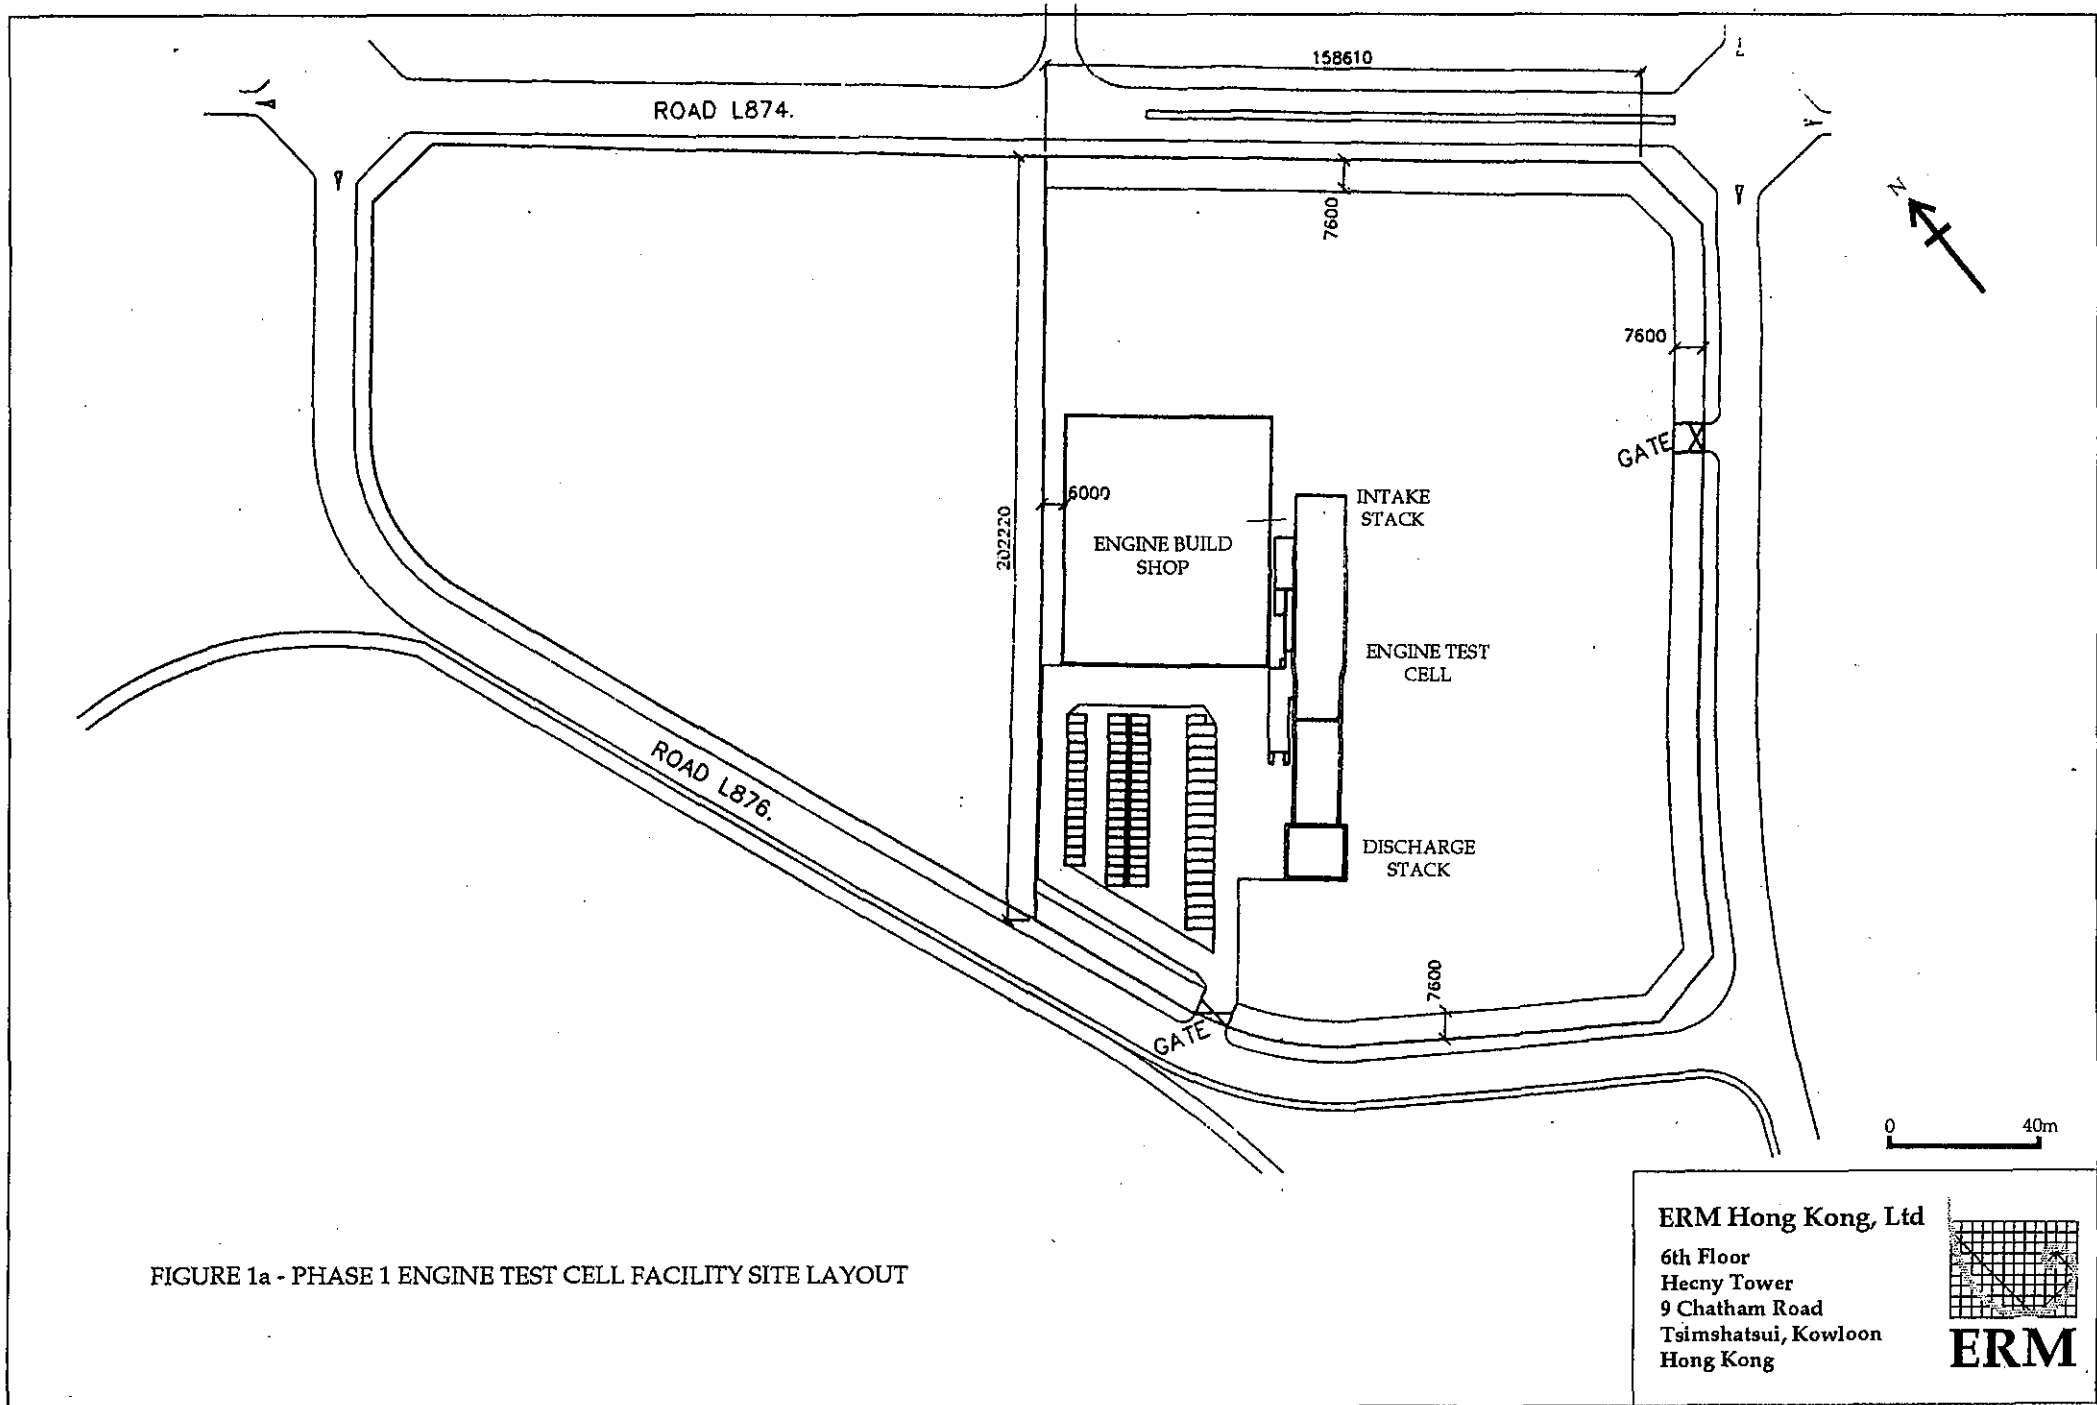 158610
ROAD L874.
N
7600
7600
GATE
6000
INTAKE
STACK
202220
ENGINE BUILD
SHOP
ENGINE TEST
CELL
ROAD L876.
DISCHARGE
STACK
7600
GATE
0 40m
ERM Hong Kong, Ltd
6th Floor
Hecny Tower
9 Chatham Road
Tsimshatsui, Kowloon
Hong Kong
ERM
FIGURE 1a - PHASE 1 ENGINE TEST CELL FACILITY SITE LAYOUT